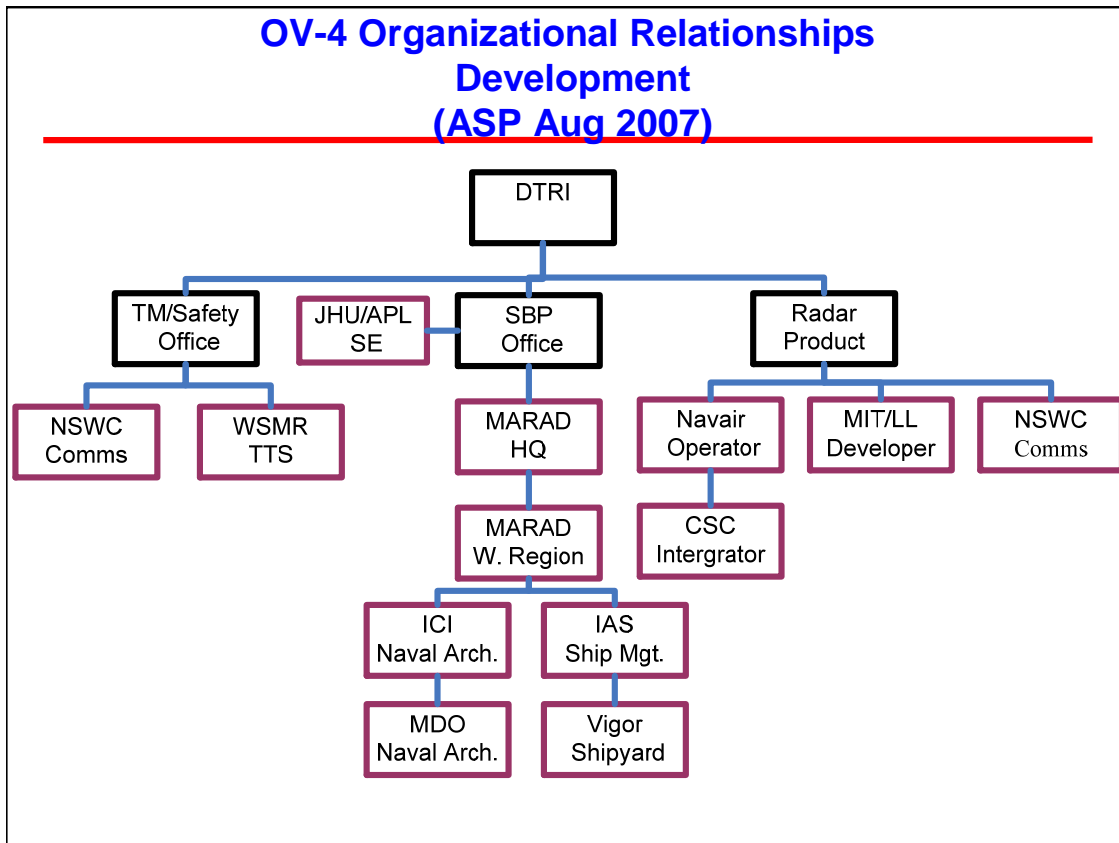 OV-4 Organizational Relationships
Development
(ASP Aug 2007)
DTRI
TM/Safety
Office
JHU/APL
SE
SBP
Office
Radar
Product
NSWC
Comms
WSMR
TTS
MARAD
HQ
Navair
Operator
MIT/LL
Developer
NSWC
Comms
MARAD
W. Region
CSC
Intergrator
ICI
Naval Arch.
IAS
Ship Mgt.
MDO
Naval Arch.
Vigor
Shipyard